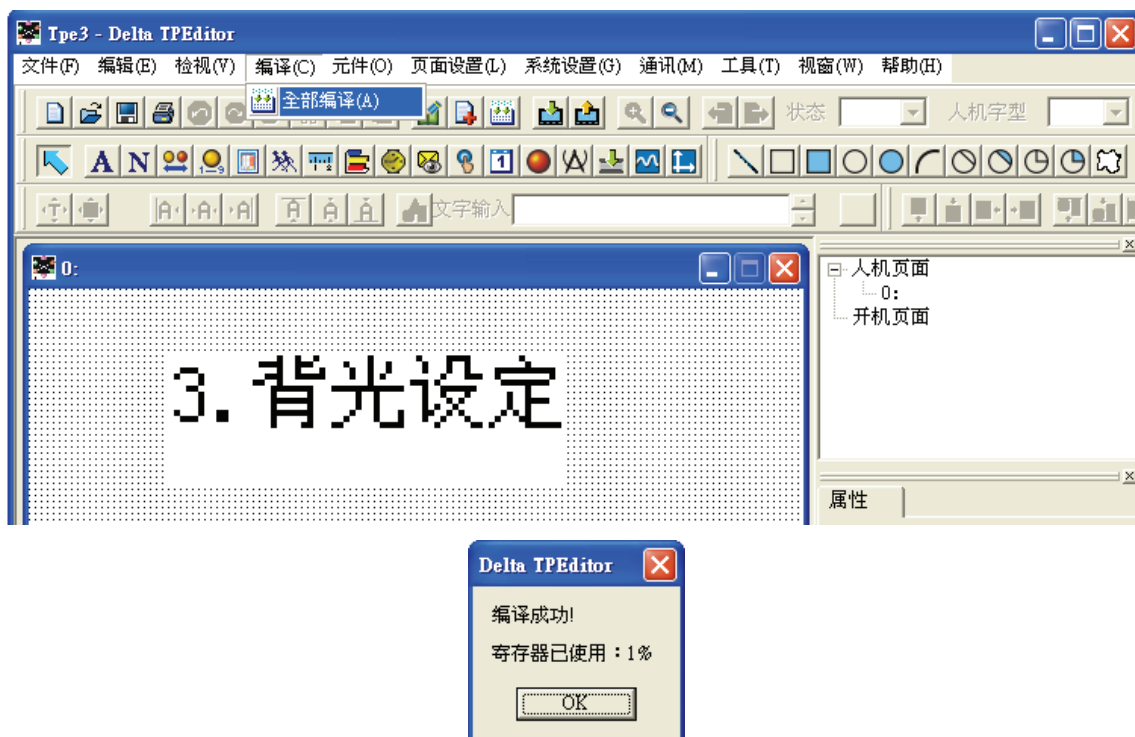 Tpe3 - Delta TPEditor
文件(F) 编辑(E) 检视(V) 编译(C) 元件(O) 页面设置(L) 系统设置(G) 通讯(M) 工具(T) 视窗(W) 帮助(H)
全部编译(A)
状态 人机字型
A N
文字输入
0:
人机页面
0:
开机页面
3.背光设定
属性
Delta TPEditor
编译成功!
寄存器已使用：1%
OK